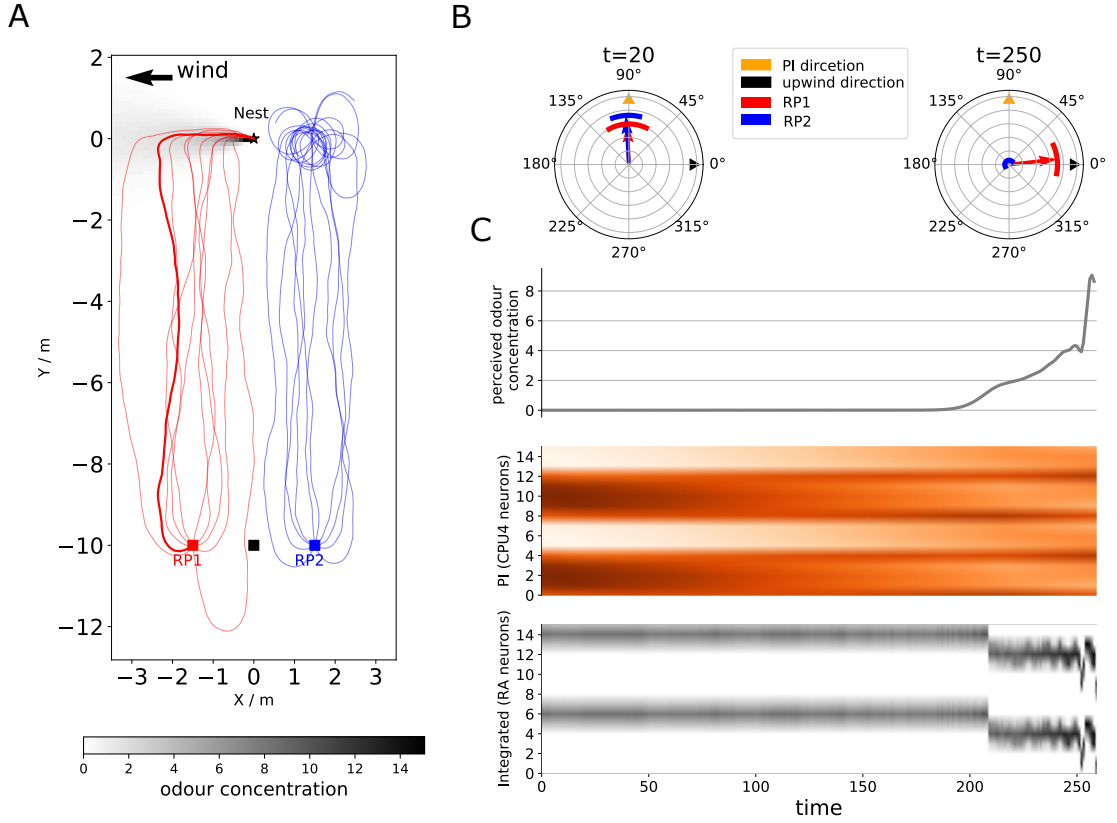 A
2
0
−2
−4
−6
−8
−10
−12
Y / m
wind
Nest
RP1
RP2
−3 −2 −1 0 1 2 3
X / m
0 2 4 6 8 10 12 14
odour concentration
B
t=20
90°
135° 45°
180° 0°
225° 315°
270°
PI dircetion
upwind direction
RP1
RP2
t=250
90°
135° 45°
180° 0°
225° 315°
270°
C
perceived odour
concentration
8
6
4
2
0
PI (CPU4 neurons)
14
12
10
8
6
4
2
0
Integrated (RA neurons)
14
12
10
8
6
4
2
0
0 50 100 150 200 250
time